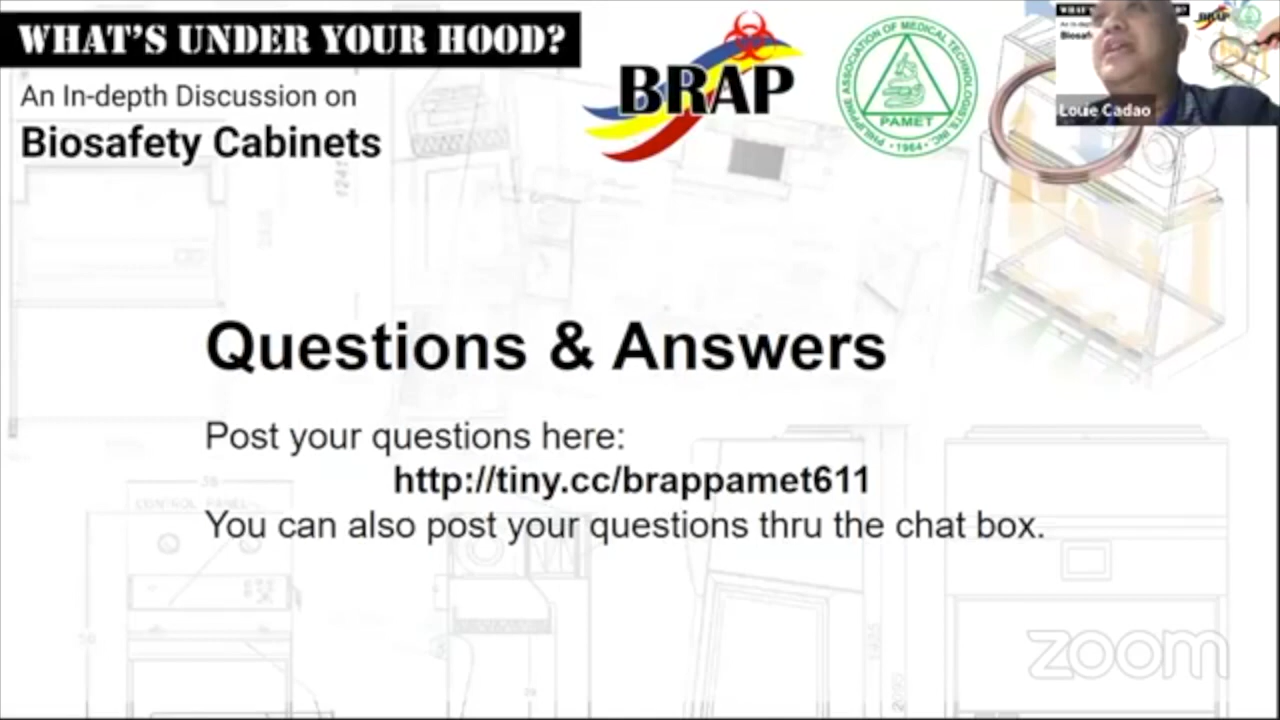 WHAT'S UNDER YOUR HOOD?
An In-depth Discussion on
Biosafety Cabinets
BRAP
PHILIPPINE ASSOCIATION OF MEDICAL TECHNOLOGISTS, INC.
PAMET
1964
Louie Cadao
Questions & Answers
Post your questions here:
http://tiny.cc/brappamet611
You can also post your questions thru the chat box.
CONTROL PANEL
zoom